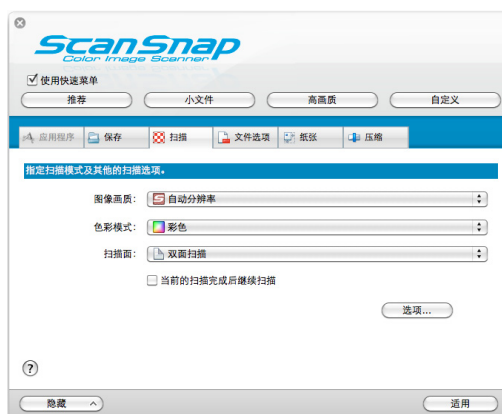 ScanSnap
Color Image Scanner
使用快速菜单
推荐 小文件 高画质 自定义
应用程序 保存 扫描 文件选项 纸张 压缩
指定扫描模式及其他的扫描选项。
图像画质: 自动分辨率
色彩模式: 彩色
扫描面: 双面扫描
当前的扫描完成后继续扫描
选项...
?
隐藏 适用